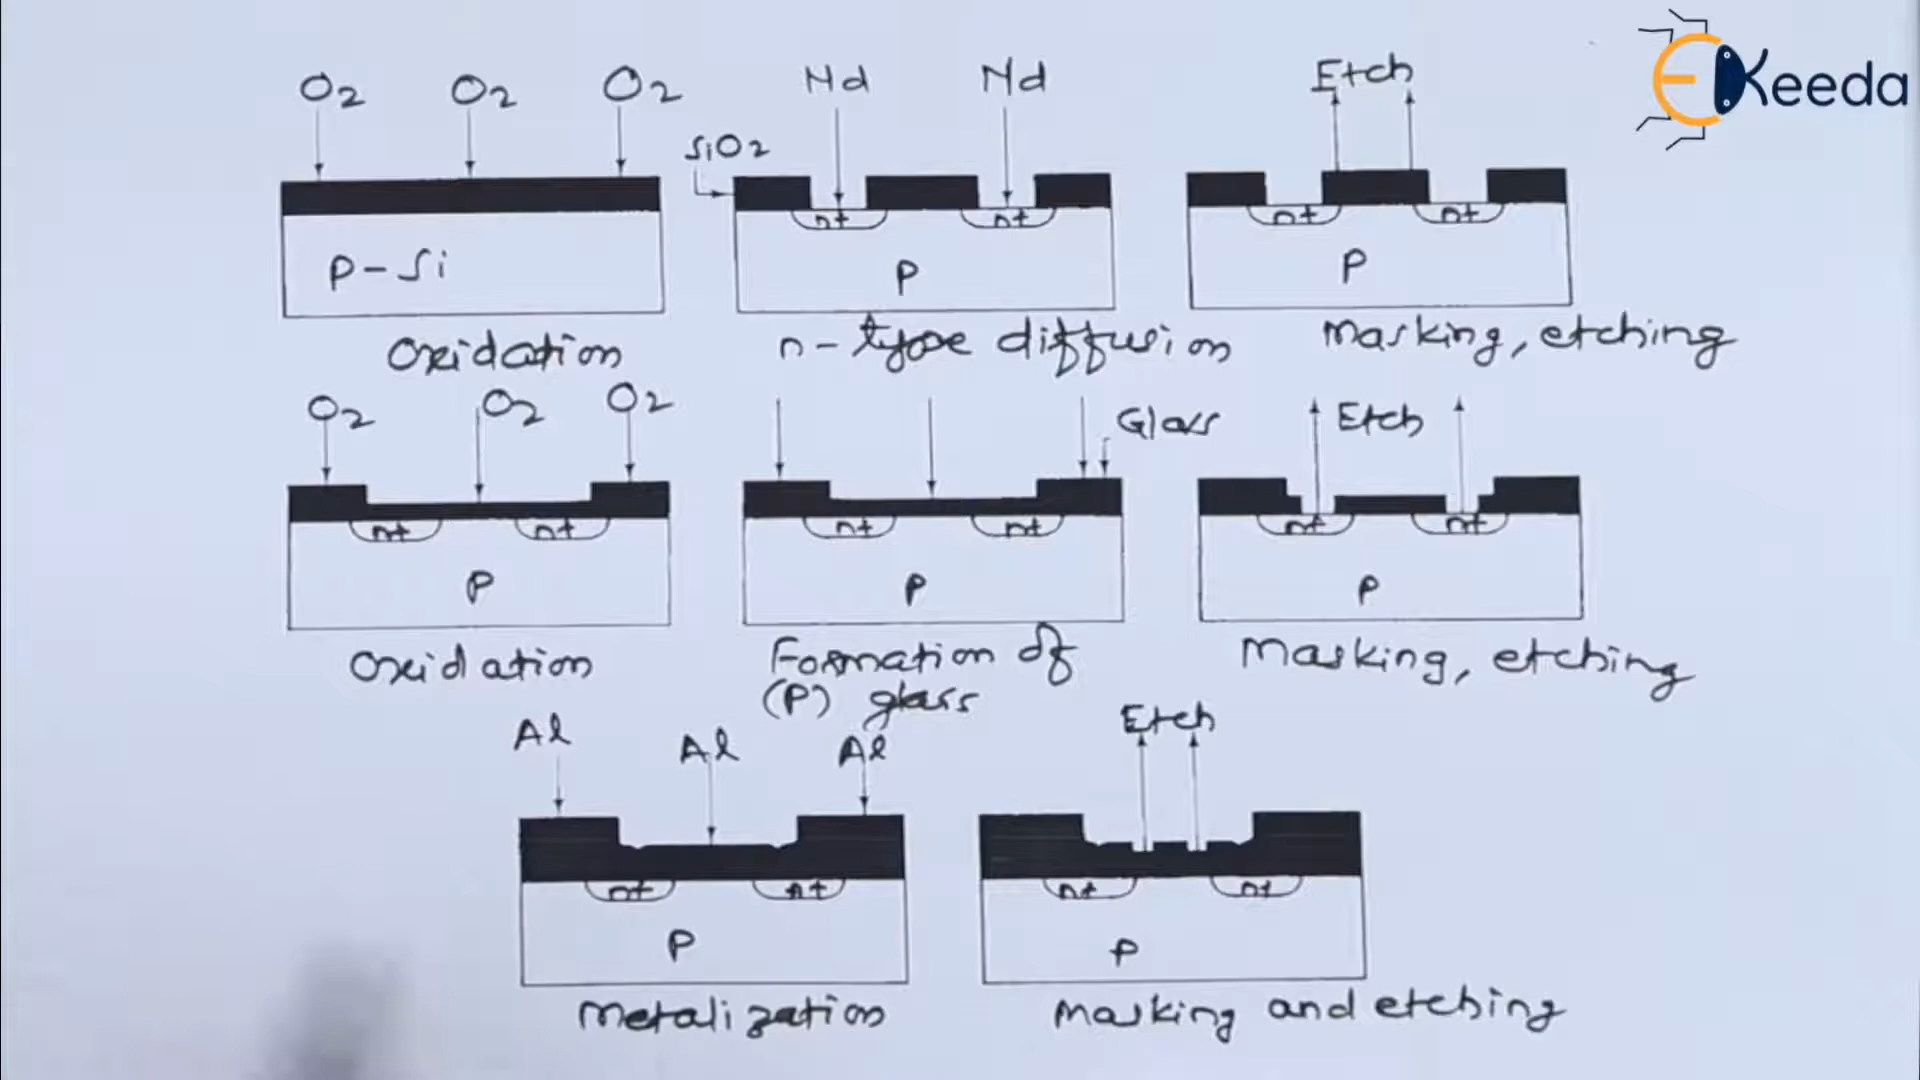 O2 O2 O2
Nd Nd
Etch
EKeeda
SiO2
n+ n+
n+ n+
P-Si
P
P
Oxidation
n-type diffusion
Masking, etching
O2 O2 O2
Glass
Etch
n+ n+
n+ n+
n+ n+
P
P
P
Oxidation
Formation of
(P) glass
Masking, etching
Al Al Al
Etch
n+ n+
n+ n+
P
P
Metalization
Masking and etching